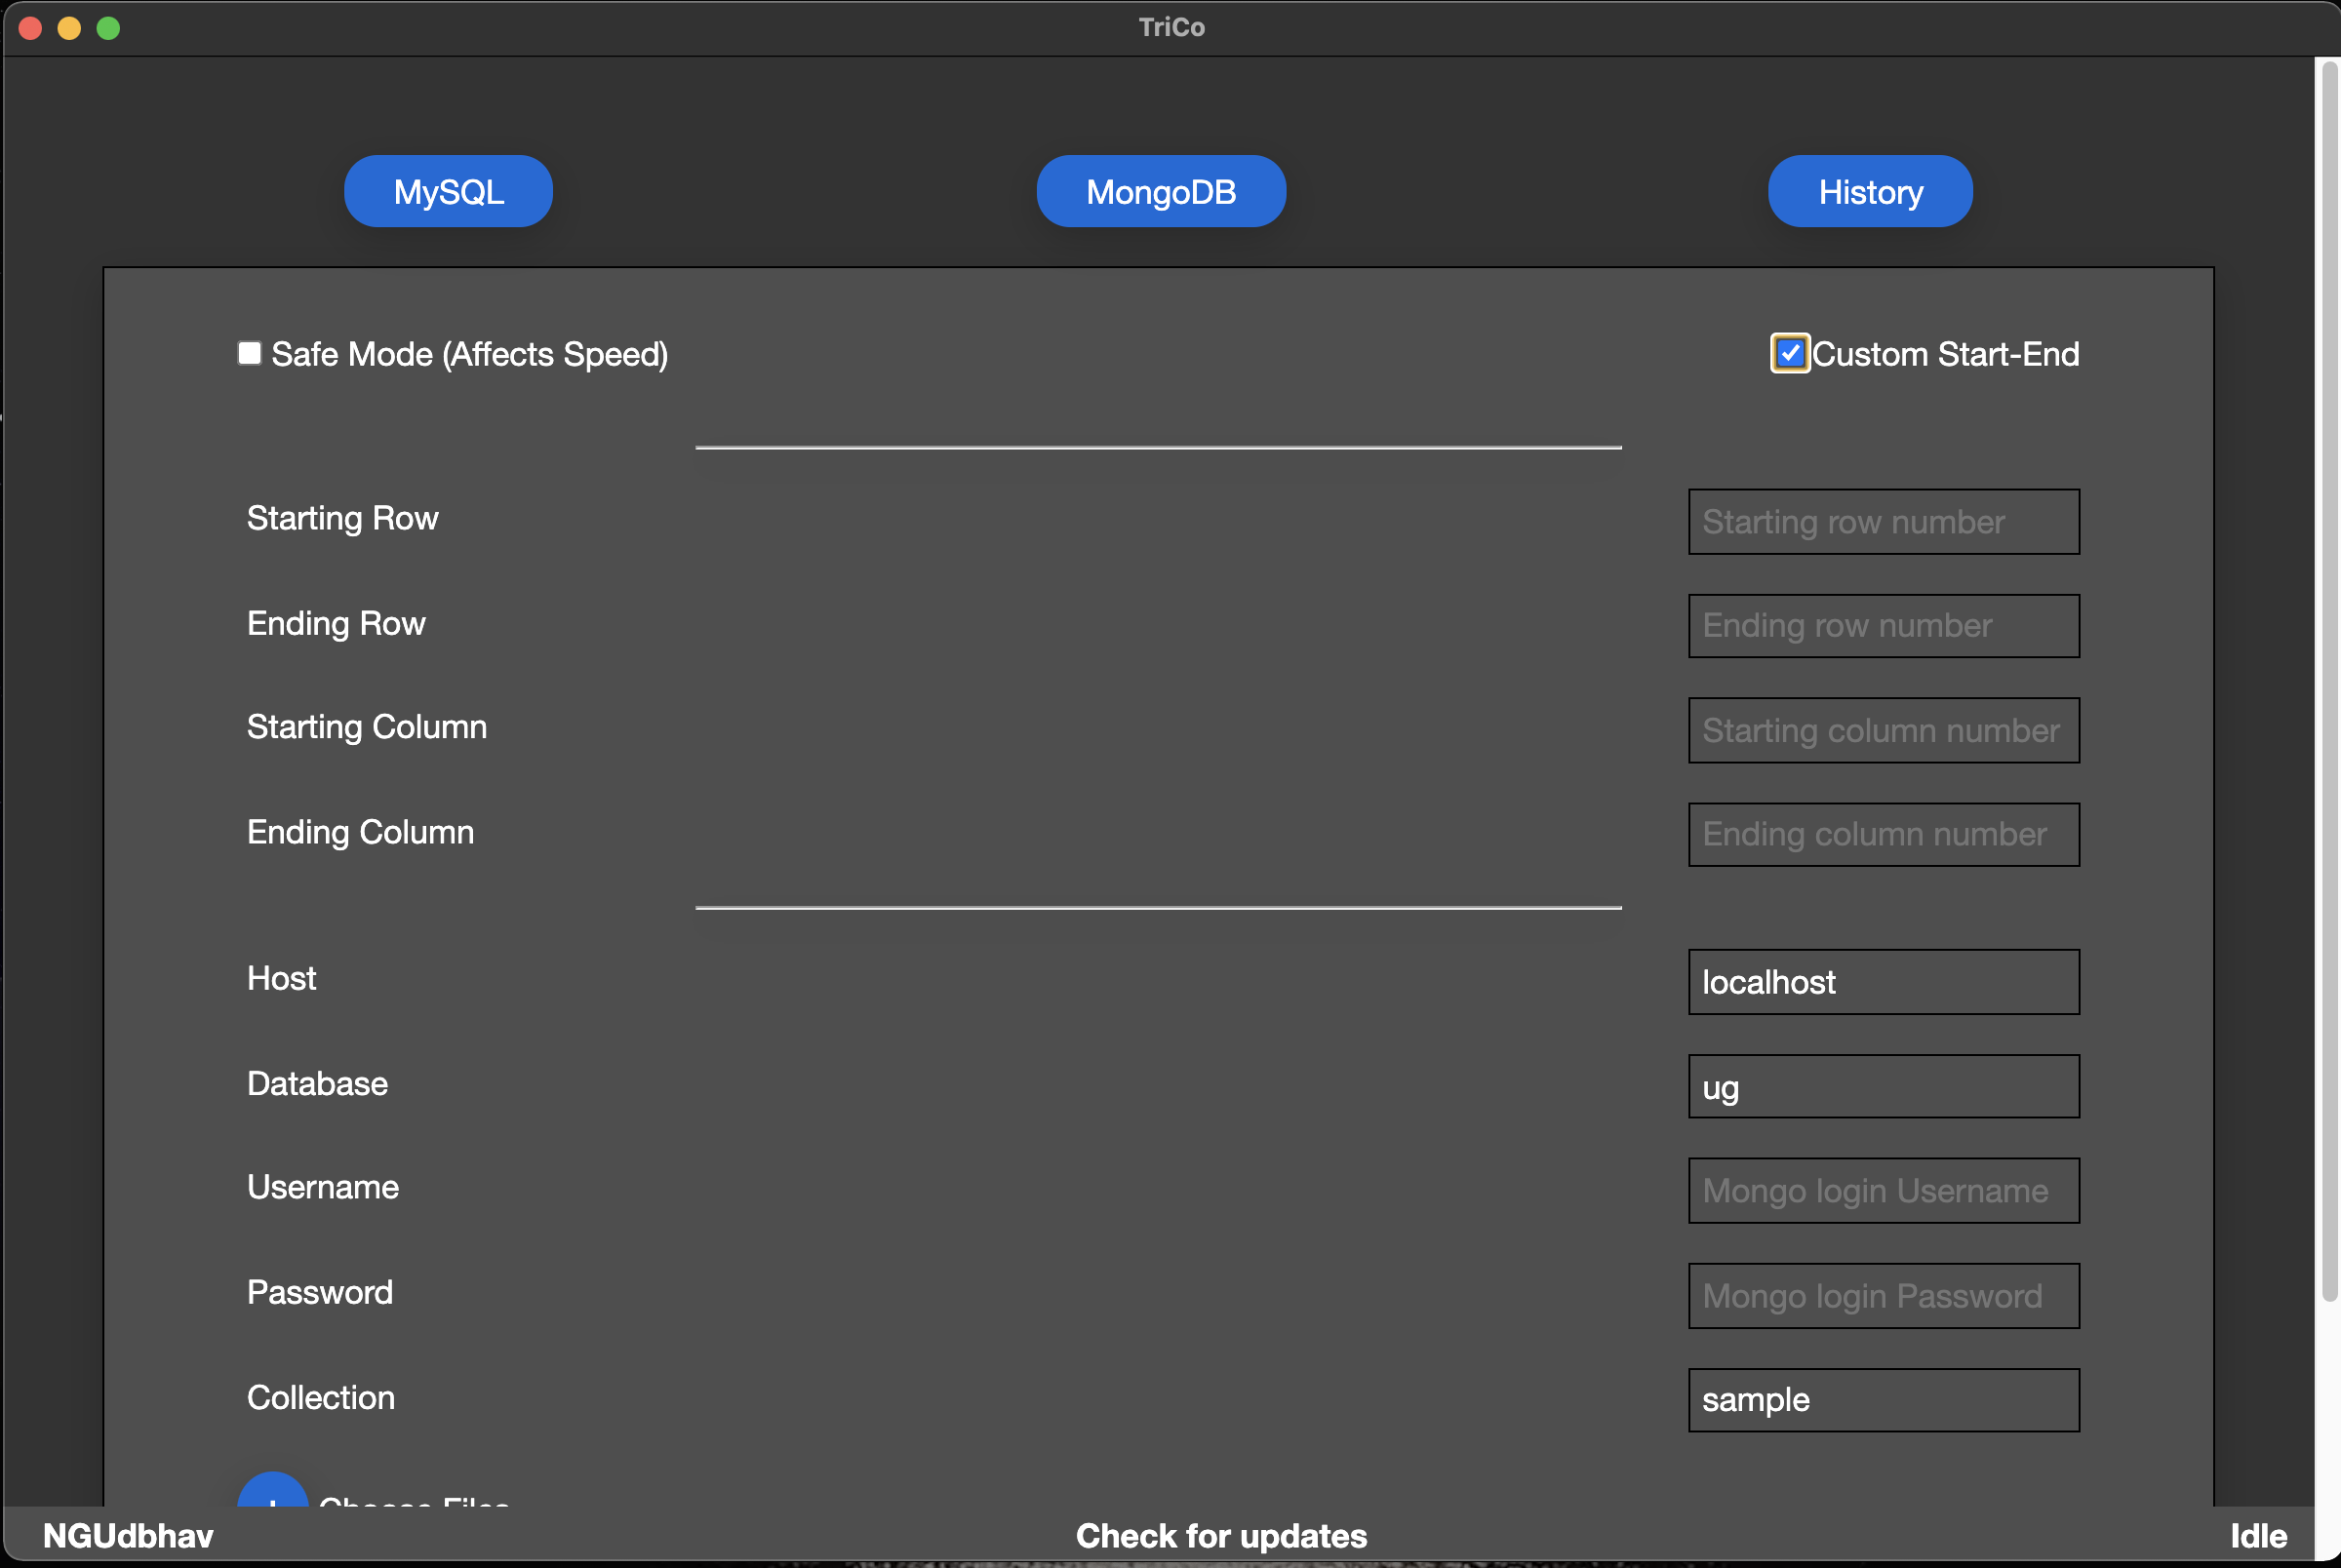 TriCo
MySQL MongoDB History
Safe Mode (Affects Speed) Custom Start-End
Starting Row Starting row number
Ending Row Ending row number
Starting Column Starting column number
Ending Column Ending column number
Host localhost
Database ug
Username Mongo login Username
Password Mongo login Password
Collection sample
+ Choose Files
NGUdbhav Check for updates Idle